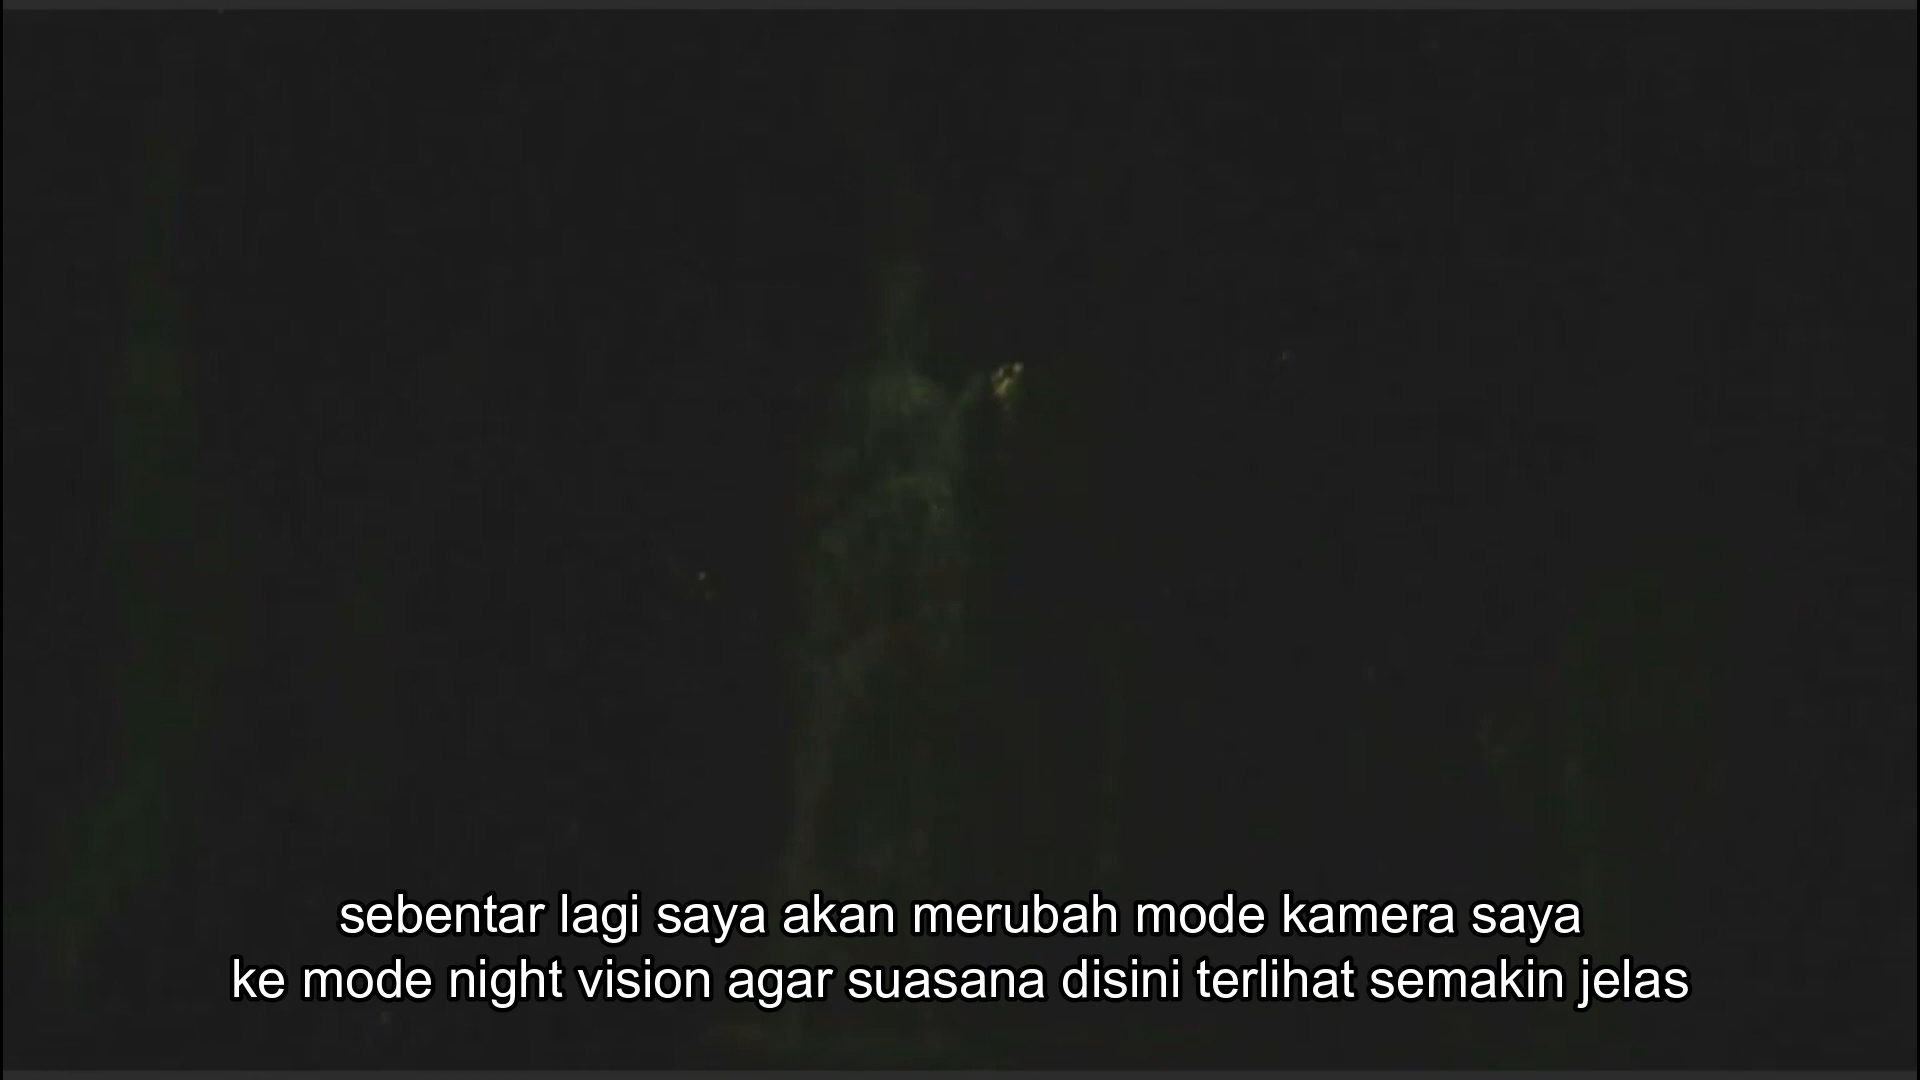 sebentar lagi saya akan merubah mode kamera saya
ke mode night vision agar suasana disini terlihat semakin jelas